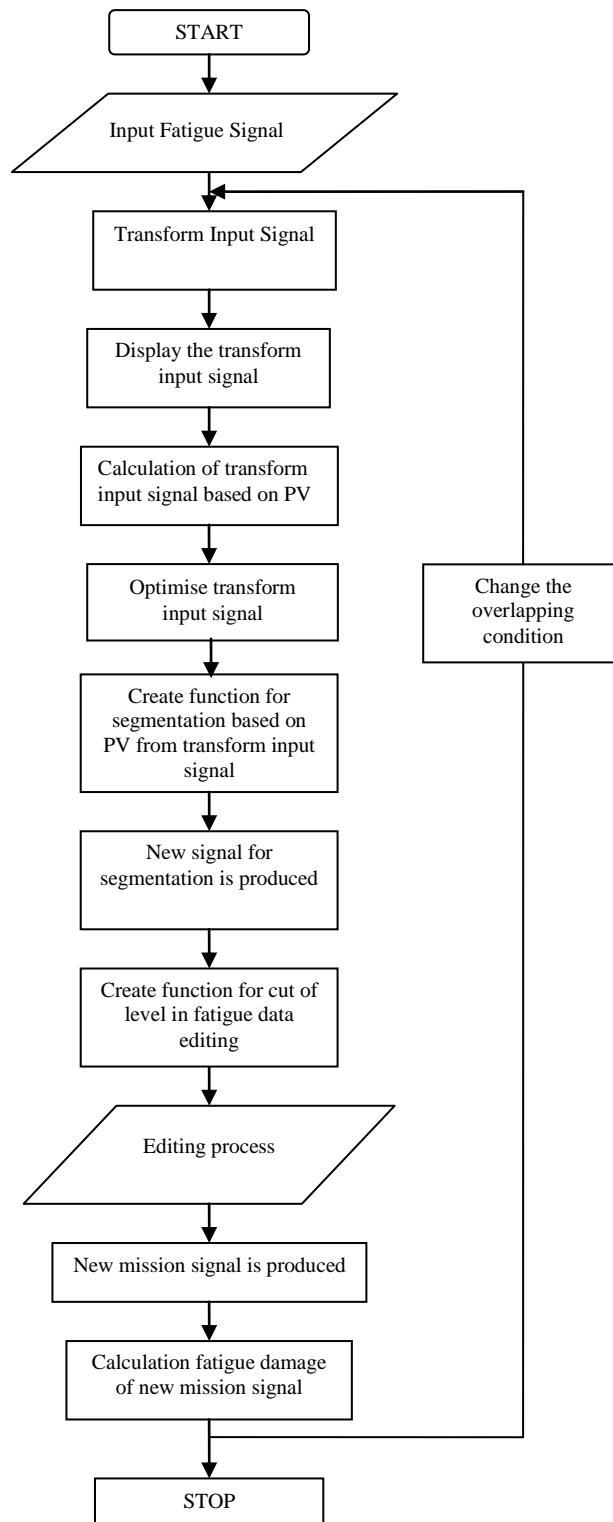 START
Input Fatigue Signal
Transform Input Signal
Display the transform
input signal
Calculation of transform
input signal based on PV
Optimise transform
input signal
Change the
overlapping
condition
Create function for
segmentation based on
PV from transform input
signal
New signal for
segmentation is produced
Create function for cut of
level in fatigue data
editing
Editing process
New mission signal is produced
Calculation fatigue damage
of new mission signal
STOP